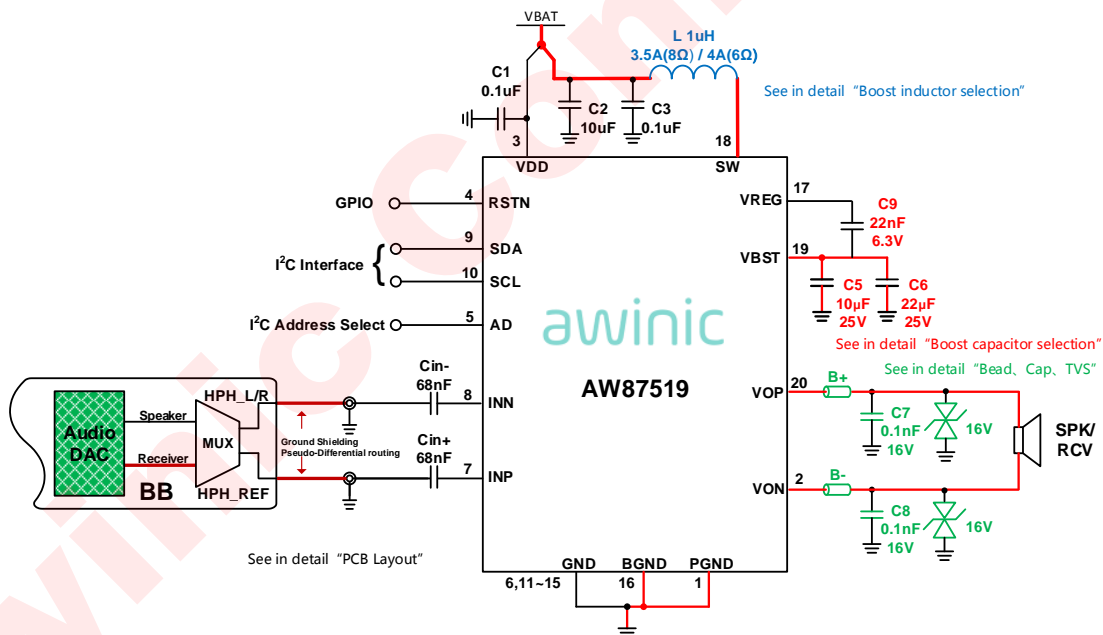 VBAT
L 1uH
3.5A(8Ω) / 4A(6Ω)
See in detail “Boost inductor selection”
C1
0.1uF
C2
10uF
C3
0.1uF
3
VDD
18
SW
GPIO
4
RSTN
I²C Interface
9
SDA
10
SCL
I²C Address Select
5
AD
VREG
17
C9
22nF
6.3V
VBST
19
C5
10μF
25V
C6
22μF
25V
See in detail “Boost capacitor selection”
awinic
AW87519
See in detail “Bead、Cap、TVS”
VOP
20
B+
C7
0.1nF
16V
16V
SPK/
RCV
VON
2
B-
C8
0.1nF
16V
16V
Audio
DAC
Speaker
Receiver
BB
MUX
HPH_L/R
HPH_REF
Ground Shielding
Pseudo-Differential routing
Cin-
68nF
8
INN
Cin+
68nF
7
INP
See in detail “PCB Layout”
GND
6,11~15
BGND
16
PGND
1
awinic Con